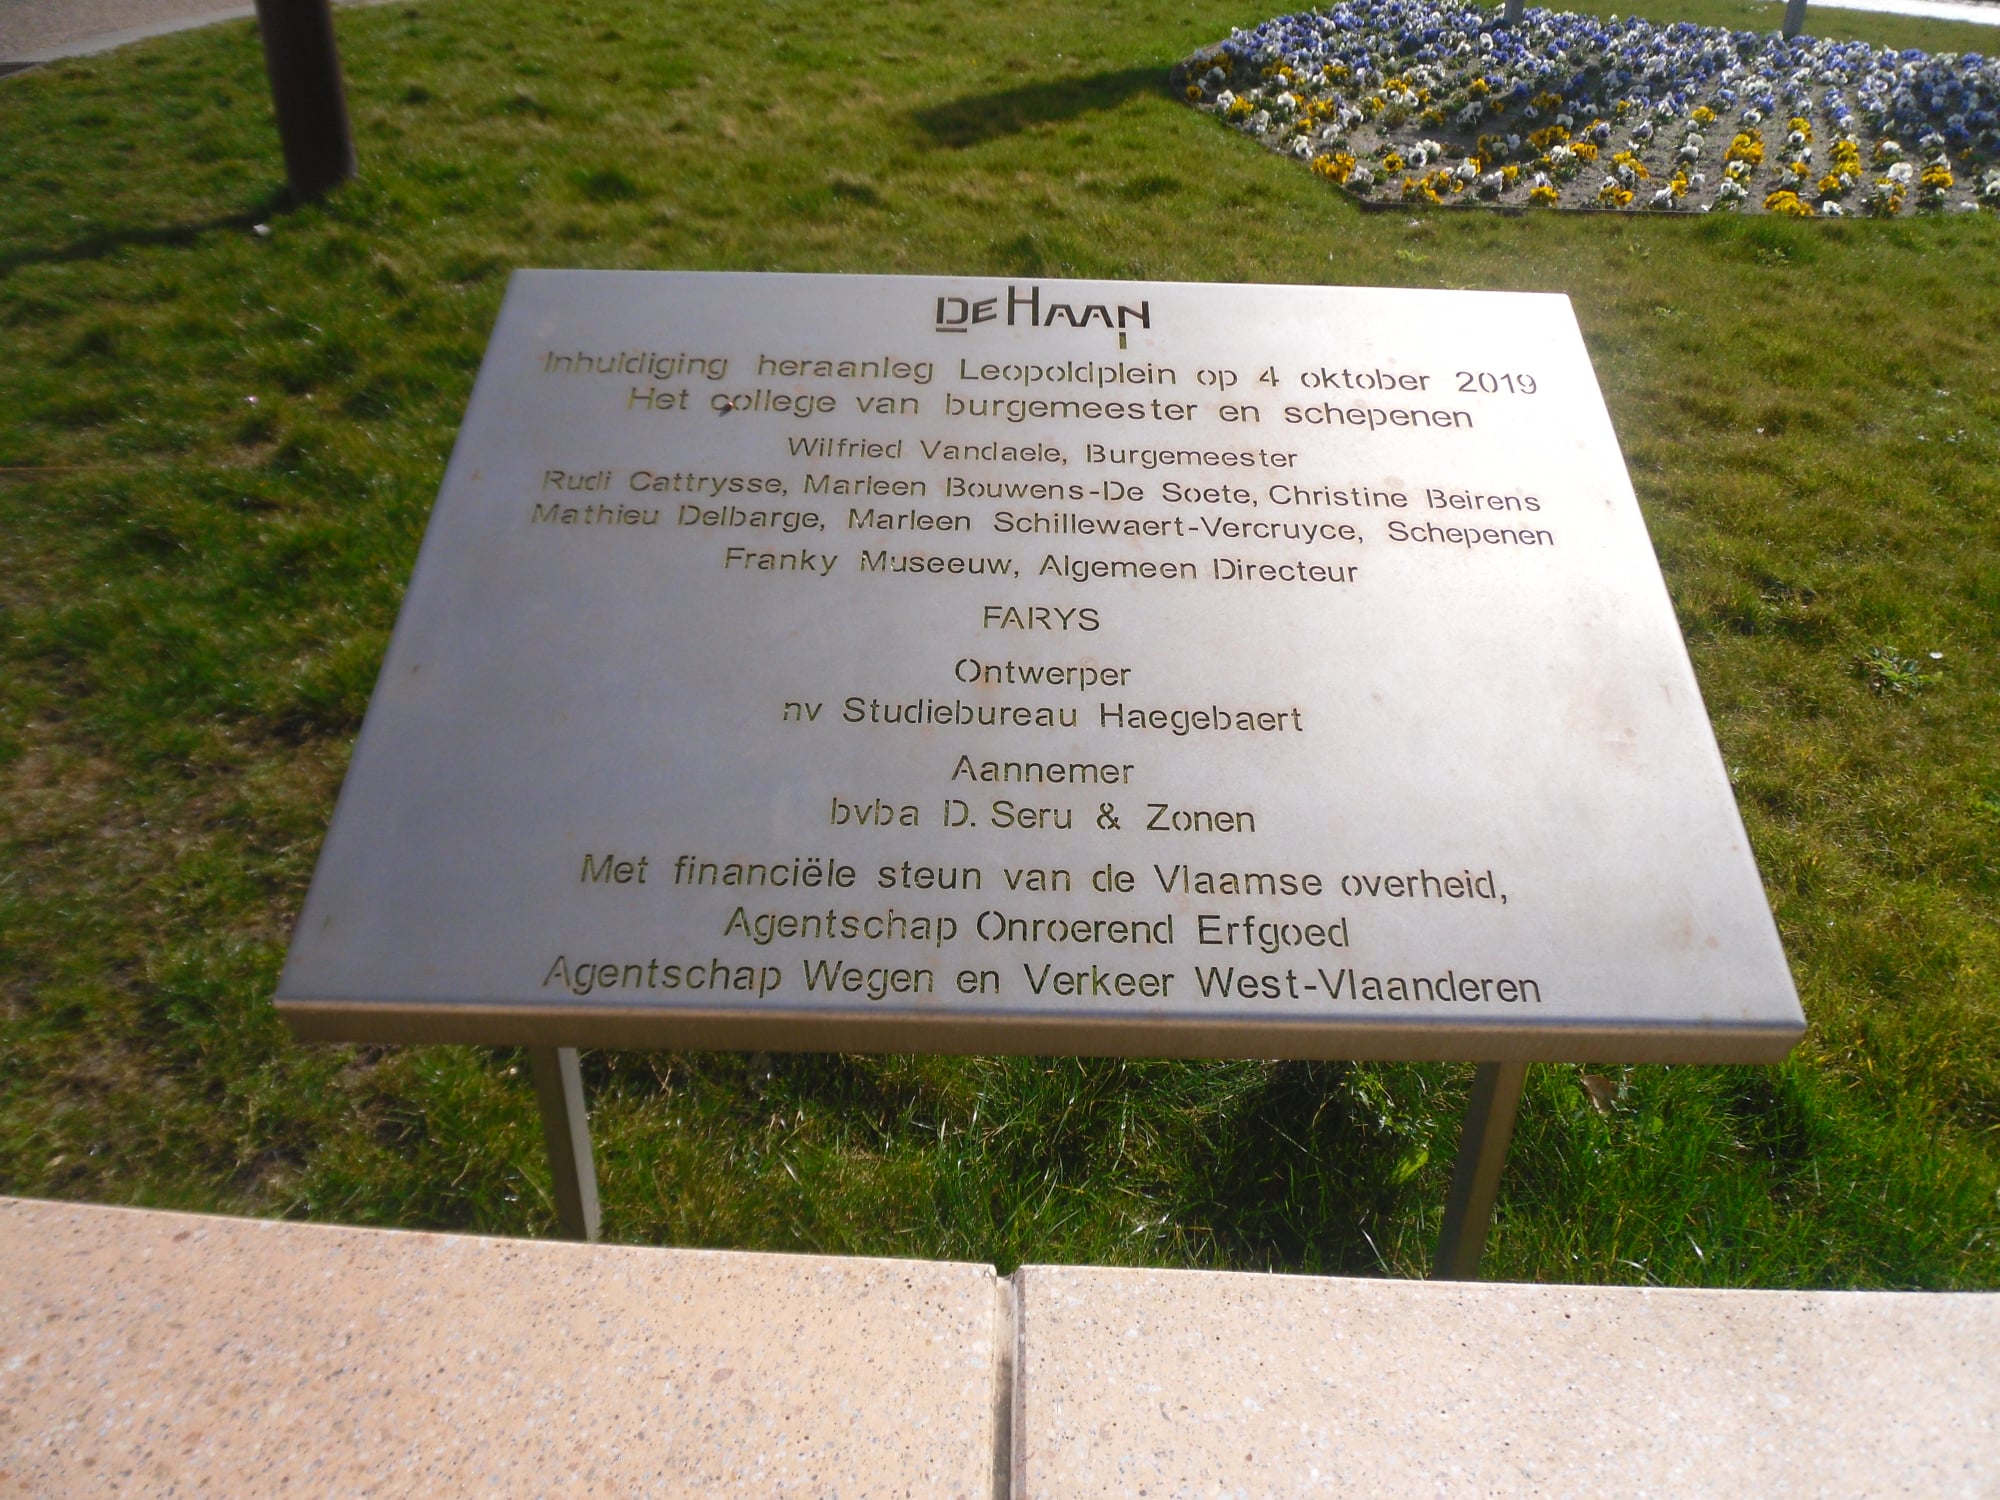 DE HAAN
Inhuldiging heraanleg Leopoldplein op 4 oktober 2019
Het college van burgemeester en schepenen
Wilfried Vandaele, Burgemeester
Rudi Cattrysse, Marleen Bouwens-De Soete, Christine Beirens
Mathieu Delbarge, Marleen Schillewaert-Vercruyce, Schepenen
Franky Museeuw, Algemeen Directeur
FARYS
Ontwerper
nv Studiebureau Haegebaert
Aannemer
bvba D. Seru & Zonen
Met financiële steun van de Vlaamse overheid,
Agentschap Onroerend Erfgoed
Agentschap Wegen en Verkeer West-Vlaanderen